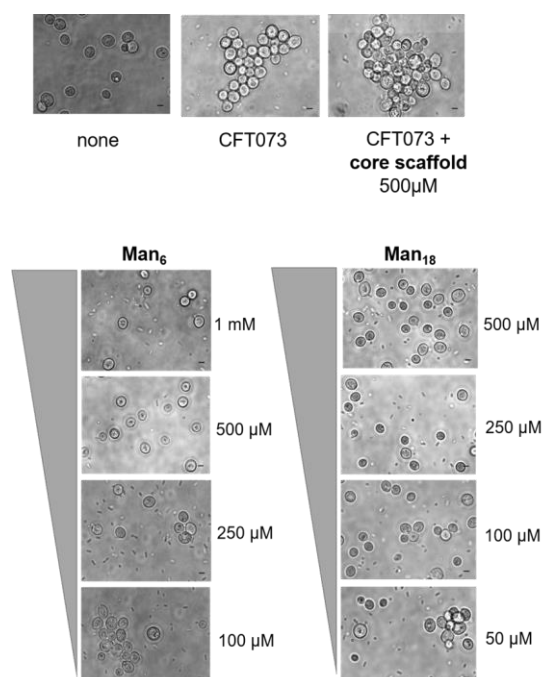 none
CFT073
CFT073 +
core scaffold
500µM
Man₆
1 mM
500 µM
250 µM
100 µM
Man₁₈
500 µM
250 µM
100 µM
50 µM